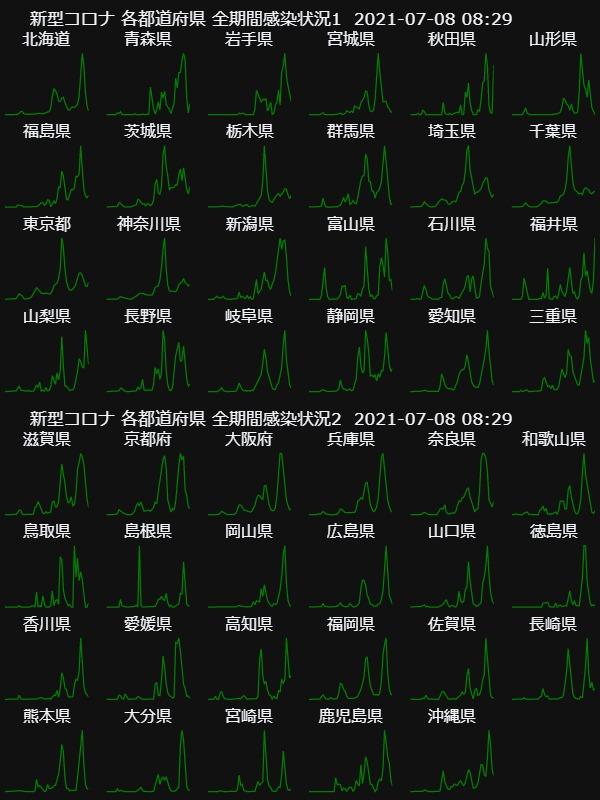 新型コロナ 各都道府県 全期間感染状況1 2021-07-08 08:29
北海道 青森県 岩手県 宮城県 秋田県 山形県
福島県 茨城県 栃木県 群馬県 埼玉県 千葉県
東京都 神奈川県 新潟県 富山県 石川県 福井県
山梨県 長野県 岐阜県 静岡県 愛知県 三重県
新型コロナ 各都道府県 全期間感染状況2 2021-07-08 08:29
滋賀県 京都府 大阪府 兵庫県 奈良県 和歌山県
鳥取県 島根県 岡山県 広島県 山口県 徳島県
香川県 愛媛県 高知県 福岡県 佐賀県 長崎県
熊本県 大分県 宮崎県 鹿児島県 沖縄県